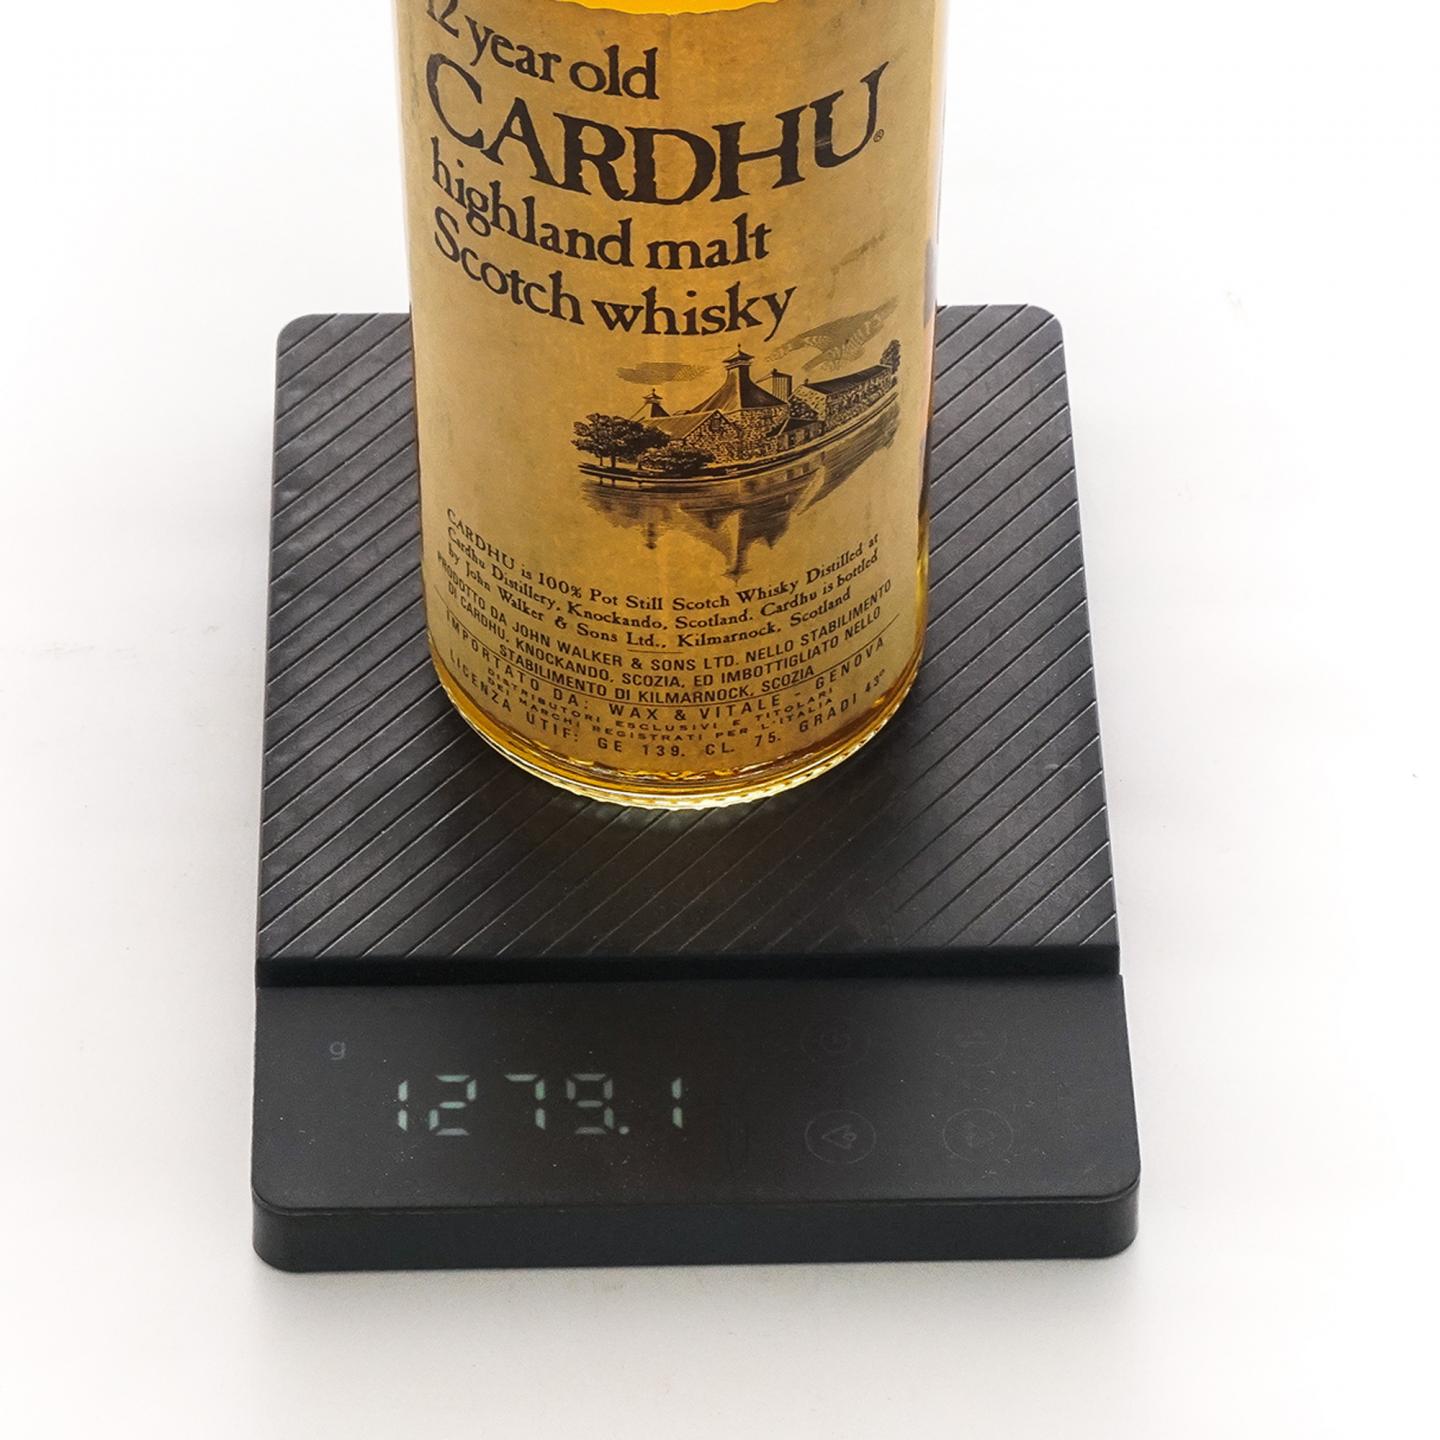 12 year old
CARDHU®
highland malt
Scotch whisky
CARDHU is 100% Pot Still Scotch Whisky Distilled at
Cardhu Distillery, Knockando, Scotland. Cardhu is bottled
by John Walker & Sons Ltd., Kilmarnock, Scotland
PRODOTTO DA JOHN WALKER & SONS LTD. NELLO STABILIMENTO
DI CARDHU, KNOCKANDO, SCOZIA, ED IMBOTTIGLIATO NELLO
STABILIMENTO DI KILMARNOCK, SCOZIA
IMPORTATO DA: WAX & VITALE - GENOVA
DISTRIBUTORI ESCLUSIVI E TITOLARI
DEI MARCHI REGISTRATI PER L'ITALIA
LICENZA UTIF: GE 139. CL. 75. GRADI 43°
g
1279.1